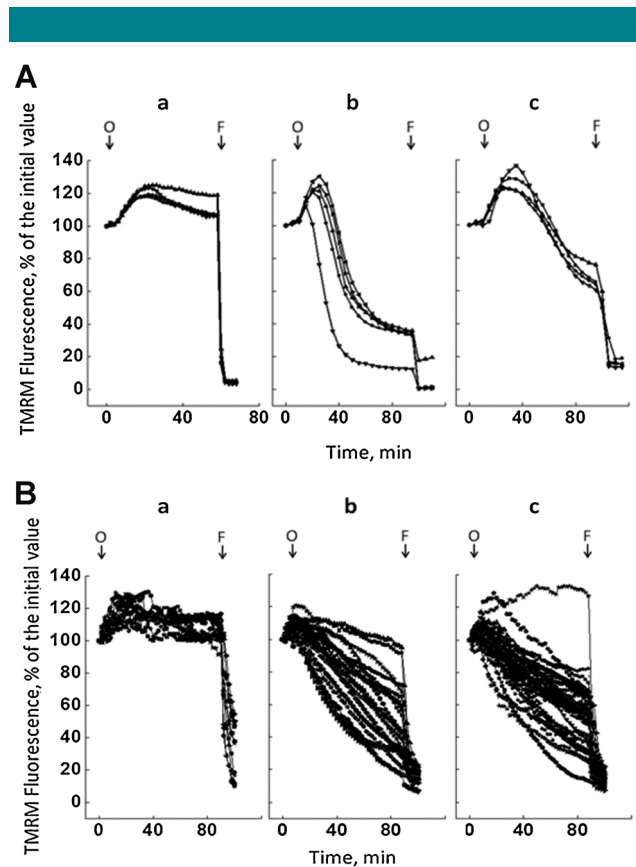 A
a b c
O F O F O F
TMRM Flurescence, % of the initial value
140
120
100
80
60
40
20
0
0 40 80 0 40 80 0 40 80
Time, min
B
a b c
O F O F O F
TMRM Fluorescence, % of the initial value
140
120
100
80
60
40
20
0
0 40 80 0 40 80 0 40 80
Time, min